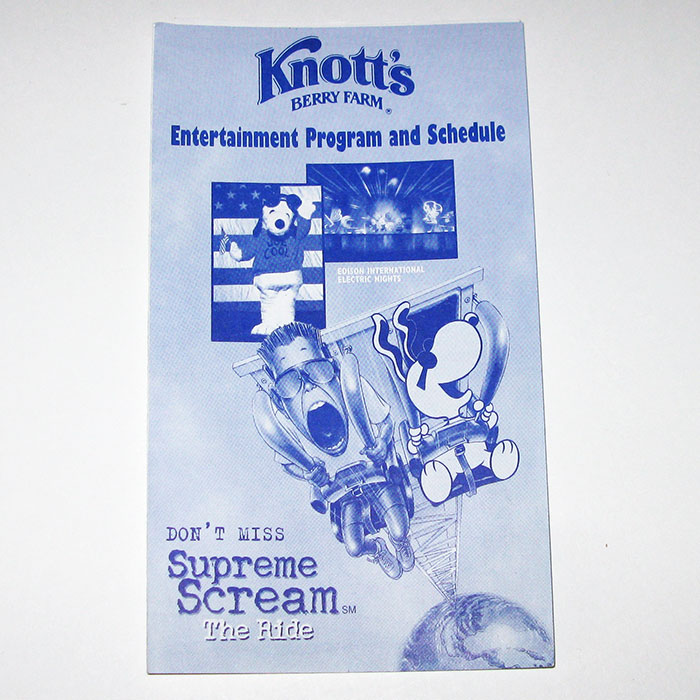 Knott's
BERRY FARM®
Entertainment Program and Schedule
JOE
COOL
EDISON INTERNATIONAL
ELECTRIC NIGHTS
DON'T MISS
Supreme
Scream SM
The Ride